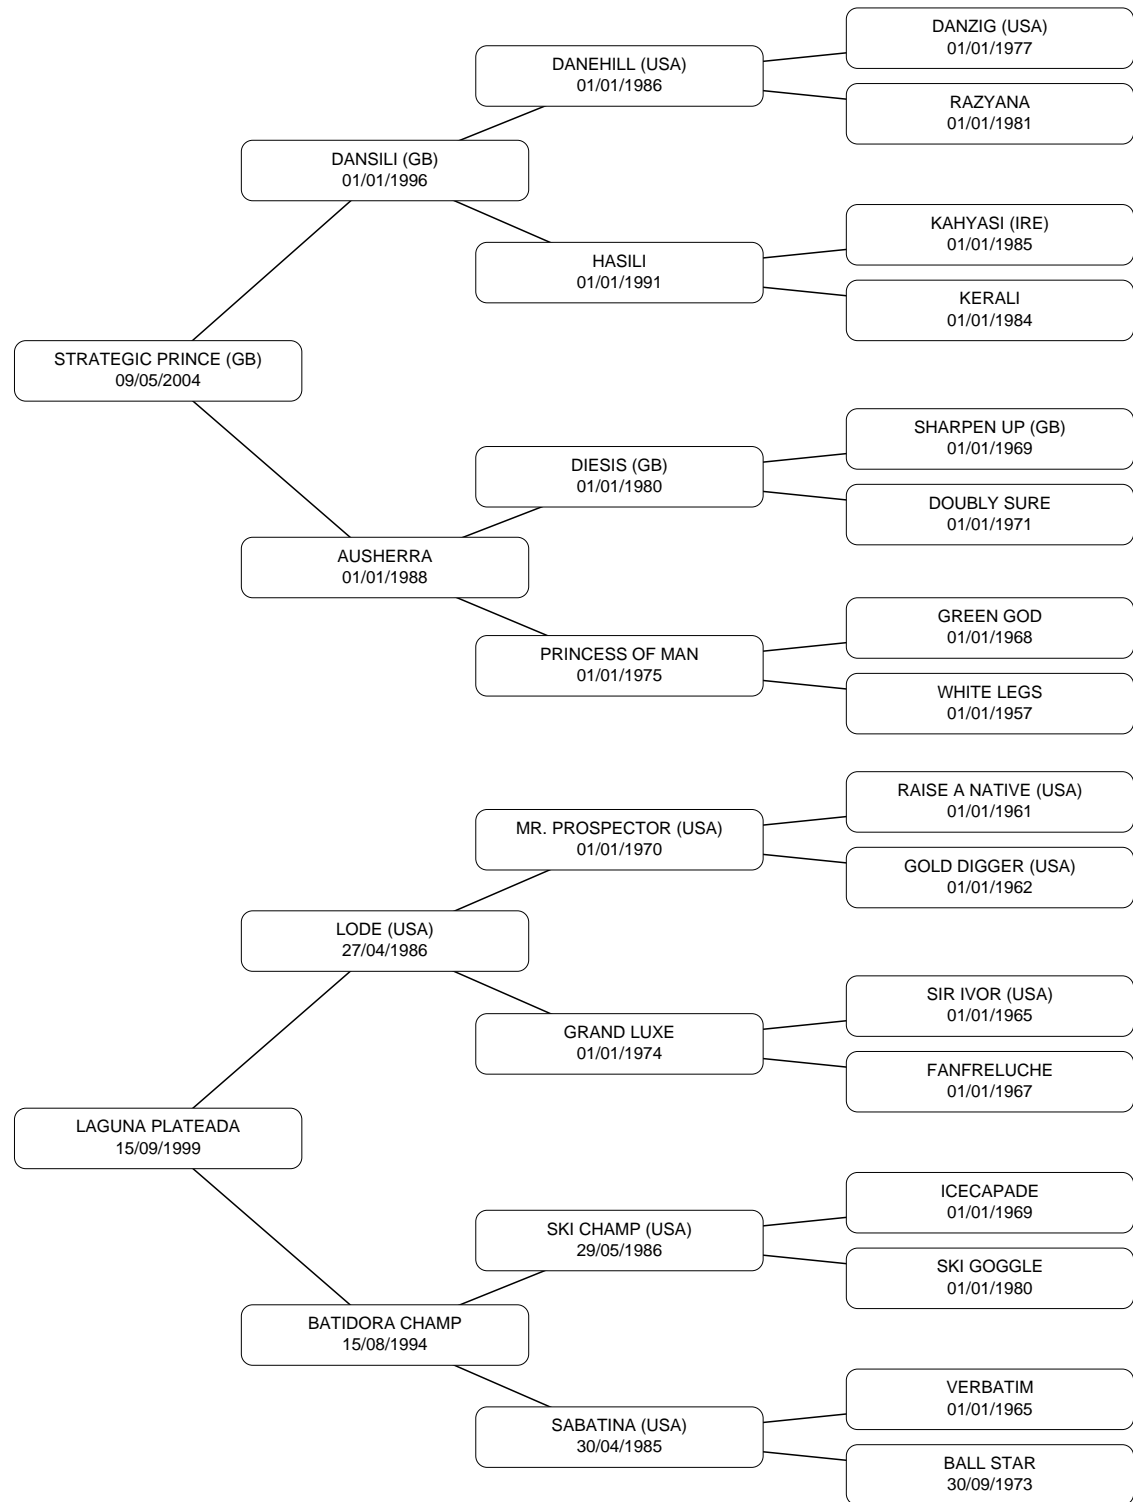 DANZIG (USA)
01/01/1977
DANEHILL (USA)
01/01/1986
RAZYANA
01/01/1981
DANSILI (GB)
01/01/1996
KAHYASI (IRE)
01/01/1985
HASILI
01/01/1991
KERALI
01/01/1984
STRATEGIC PRINCE (GB)
09/05/2004
SHARPEN UP (GB)
01/01/1969
DIESIS (GB)
01/01/1980
DOUBLY SURE
01/01/1971
AUSHERRA
01/01/1988
GREEN GOD
01/01/1968
PRINCESS OF MAN
01/01/1975
WHITE LEGS
01/01/1957
RAISE A NATIVE (USA)
01/01/1961
MR. PROSPECTOR (USA)
01/01/1970
GOLD DIGGER (USA)
01/01/1962
LODE (USA)
27/04/1986
SIR IVOR (USA)
01/01/1965
GRAND LUXE
01/01/1974
FANFRELUCHE
01/01/1967
LAGUNA PLATEADA
15/09/1999
ICECAPADE
01/01/1969
SKI CHAMP (USA)
29/05/1986
SKI GOGGLE
01/01/1980
BATIDORA CHAMP
15/08/1994
VERBATIM
01/01/1965
SABATINA (USA)
30/04/1985
BALL STAR
30/09/1973